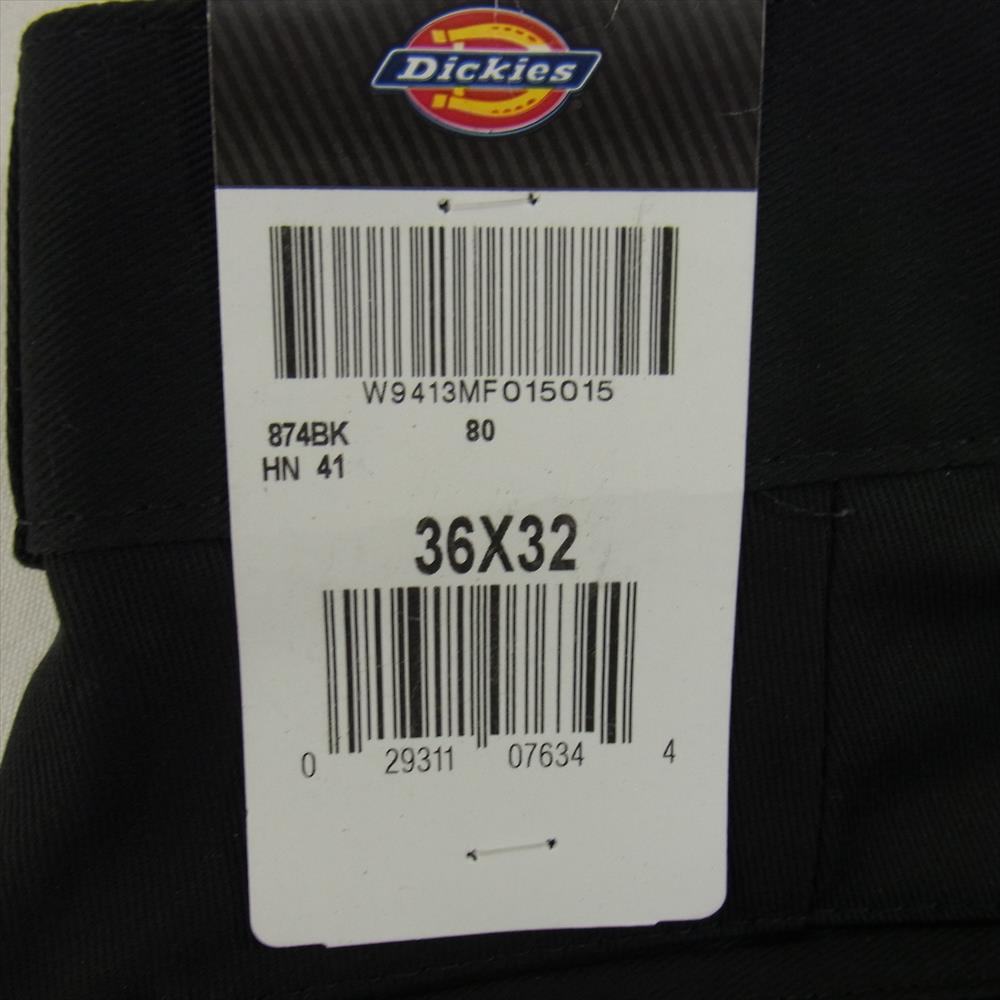 Dickies
W9413MF015015
874BK 80
HN 41
36X32
0 29311 07634 4